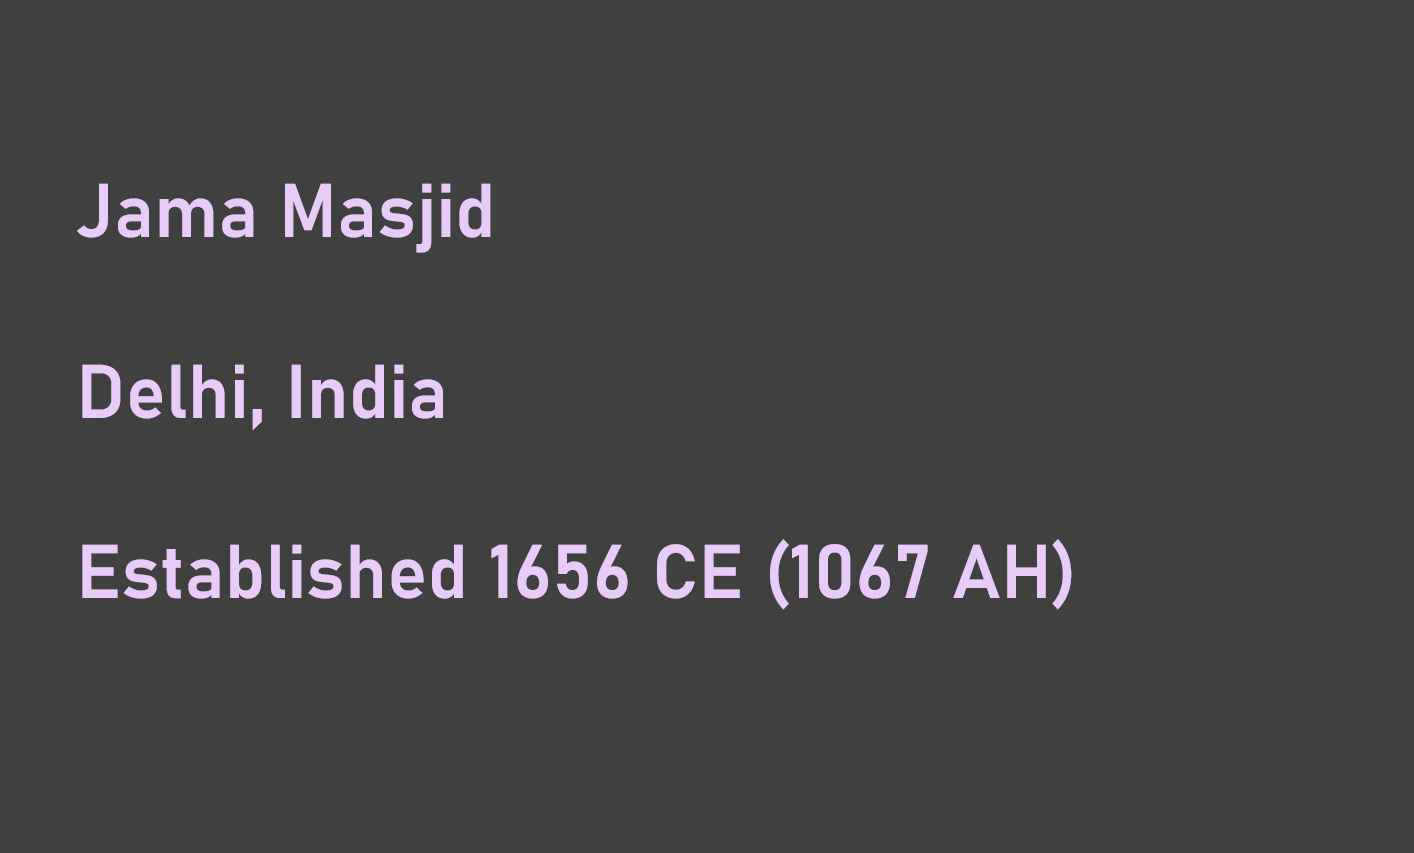 Jama Masjid
Delhi, India
Established 1656 CE (1067 AH)